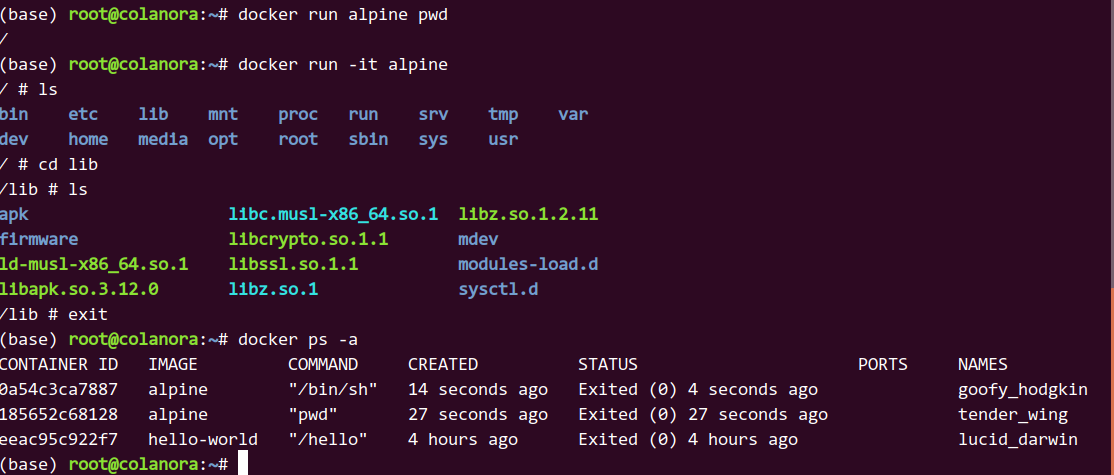 (base) root@colanora:~# docker run alpine pwd
/
(base) root@colanora:~# docker run -it alpine
/ # ls
bin    etc    lib    mnt    proc   run    srv    tmp    var
dev    home   media  opt    root   sbin   sys    usr
/ # cd lib
/lib # ls
apk                    libc.musl-x86_64.so.1  libz.so.1.2.11
firmware               libcrypto.so.1.1       mdev
ld-musl-x86_64.so.1    libssl.so.1.1          modules-load.d
libapk.so.3.12.0       libz.so.1              sysctl.d
/lib # exit
(base) root@colanora:~# docker ps -a
CONTAINER ID   IMAGE         COMMAND     CREATED          STATUS                      PORTS     NAMES
0a54c3ca7887   alpine        "/bin/sh"   14 seconds ago   Exited (0) 4 seconds ago              goofy_hodgkin
185652c68128   alpine        "pwd"       27 seconds ago   Exited (0) 27 seconds ago             tender_wing
eeac95c922f7   hello-world   "/hello"    4 hours ago      Exited (0) 4 hours ago                lucid_darwin
(base) root@colanora:~#